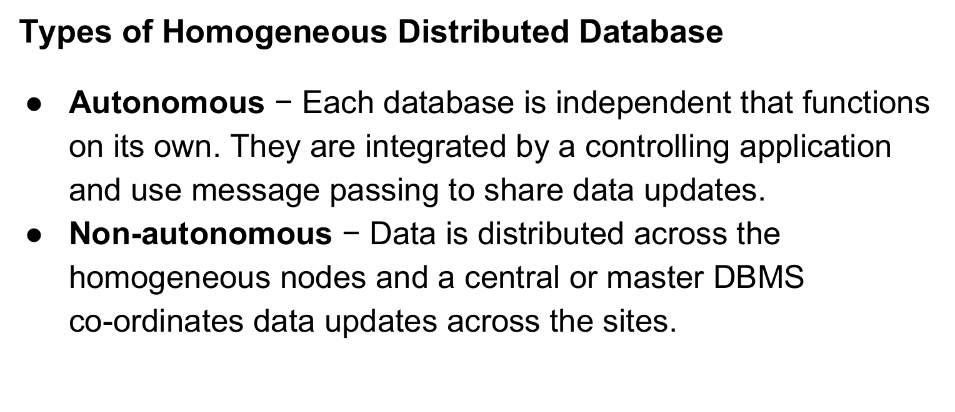 Types of Homogeneous Distributed Database
● Autonomous − Each database is independent that functions
on its own. They are integrated by a controlling application
and use message passing to share data updates.
● Non-autonomous − Data is distributed across the
homogeneous nodes and a central or master DBMS
co-ordinates data updates across the sites.